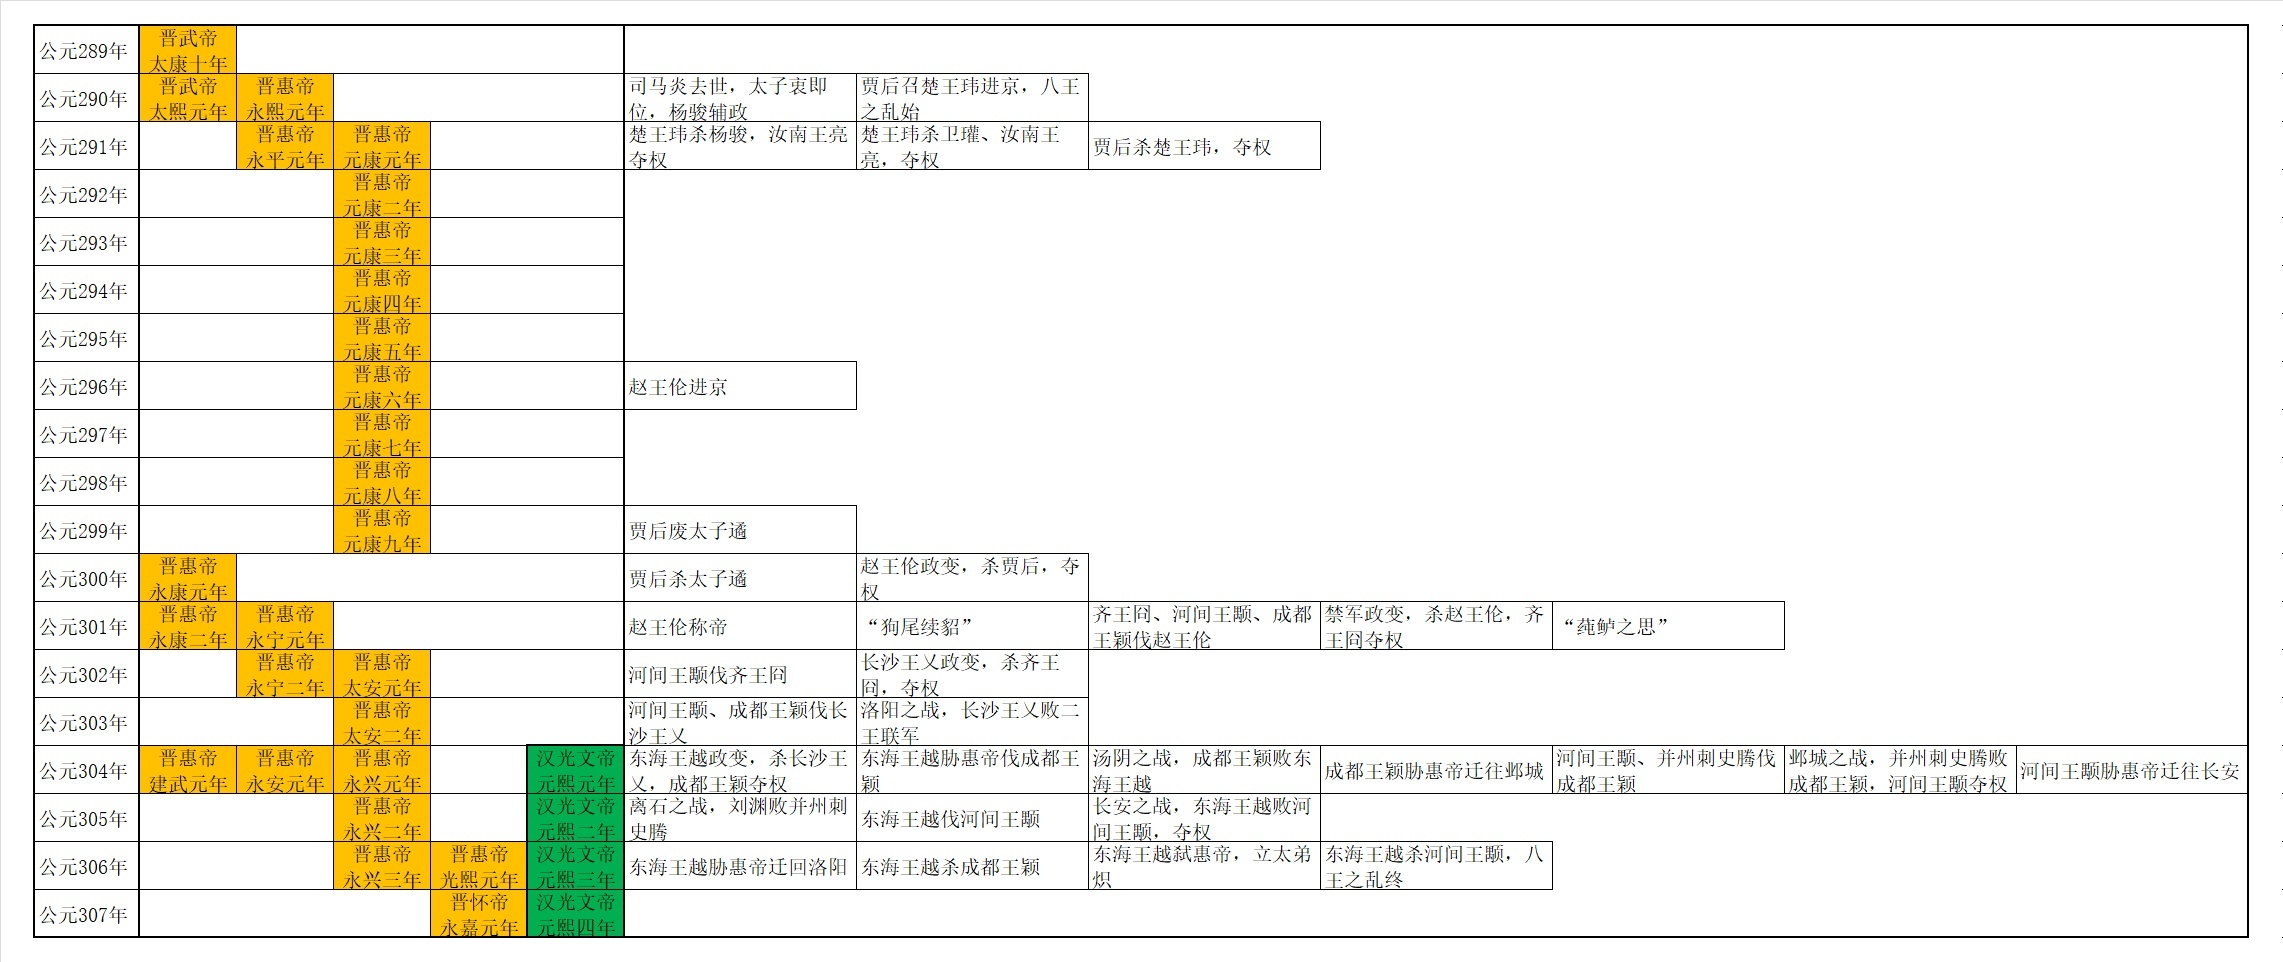 公元289年
晋武帝
太康十年
公元290年
晋武帝
太熙元年
晋惠帝
永熙元年
司马炎去世，太子衷即
位，杨骏辅政
贾后召楚王玮进京，八王
之乱始
公元291年
晋惠帝
永平元年
晋惠帝
元康元年
楚王玮杀杨骏，汝南王亮
夺权
楚王玮杀卫瓘、汝南王
亮，夺权
贾后杀楚王玮，夺权
公元292年
晋惠帝
元康二年
公元293年
晋惠帝
元康三年
公元294年
晋惠帝
元康四年
公元295年
晋惠帝
元康五年
公元296年
晋惠帝
元康六年
赵王伦进京
公元297年
晋惠帝
元康七年
公元298年
晋惠帝
元康八年
公元299年
晋惠帝
元康九年
贾后废太子遹
公元300年
晋惠帝
永康元年
贾后杀太子遹
赵王伦政变，杀贾后，夺
权
公元301年
晋惠帝
永康二年
晋惠帝
永宁元年
赵王伦称帝
“狗尾续貂”
齐王冏、河间王颙、成都
王颖伐赵王伦
禁军政变，杀赵王伦，齐
王冏夺权
“莼鲈之思”
公元302年
晋惠帝
永宁二年
晋惠帝
太安元年
河间王颙伐齐王冏
长沙王乂政变，杀齐王
冏，夺权
公元303年
晋惠帝
太安二年
河间王颙、成都王颖伐长
沙王乂
洛阳之战，长沙王乂败二
王联军
公元304年
晋惠帝
建武元年
晋惠帝
永安元年
晋惠帝
永兴元年
汉光文帝
元熙元年
东海王越政变，杀长沙王
乂，成都王颖夺权
东海王越胁惠帝伐成都王
颖
汤阴之战，成都王颖败东
海王越
成都王颖胁惠帝迁往邺城
河间王颙、并州刺史腾伐
成都王颖
邺城之战，并州刺史腾败
成都王颖，河间王颙夺权
河间王颙胁惠帝迁往长安
公元305年
晋惠帝
永兴二年
汉光文帝
元熙二年
离石之战，刘渊败并州刺
史腾
东海王越伐河间王颙
长安之战，东海王越败河
间王颙，夺权
公元306年
晋惠帝
永兴三年
晋惠帝
光熙元年
汉光文帝
元熙三年
东海王越胁惠帝迁回洛阳
东海王越杀成都王颖
东海王越弑惠帝，立太弟
炽
东海王越杀河间王颙，八
王之乱终
公元307年
晋怀帝
永嘉元年
汉光文帝
元熙四年